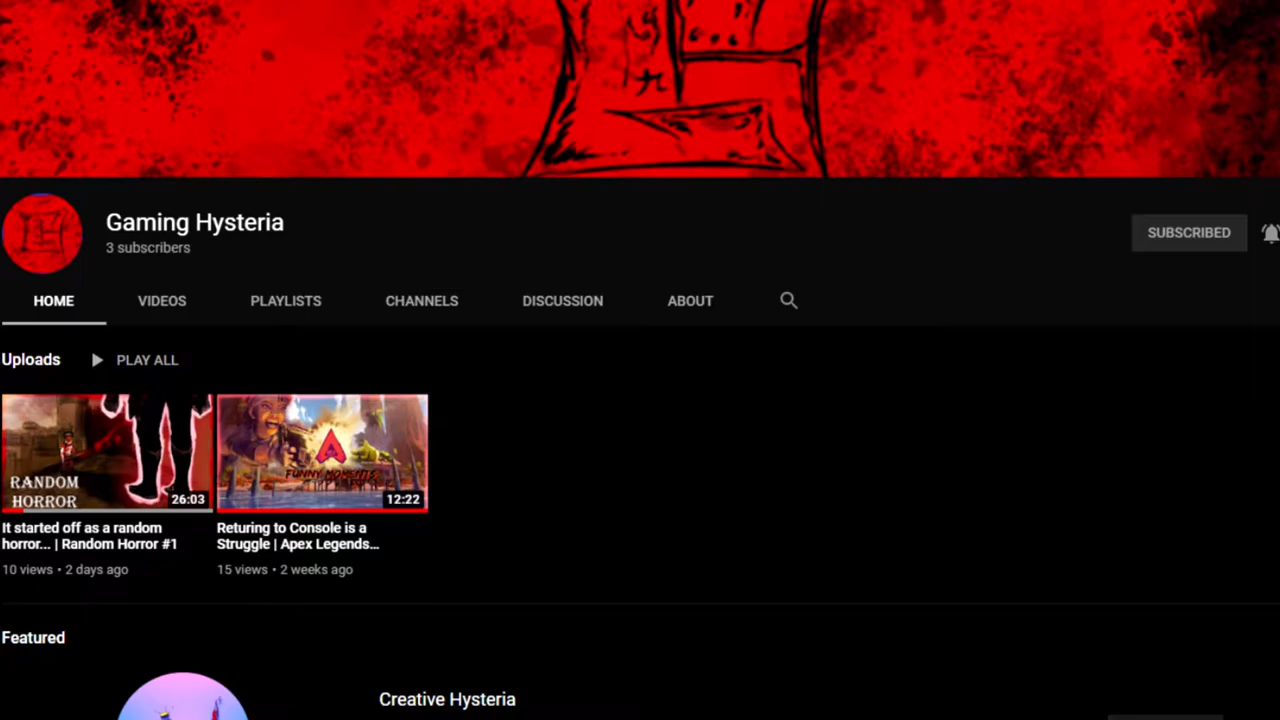 Gaming Hysteria
3 subscribers
SUBSCRIBED
HOME VIDEOS PLAYLISTS CHANNELS DISCUSSION ABOUT
Uploads PLAY ALL
RANDOM
HORROR
26:03
FUNNY MOMENTS
12:22
It started off as a random
horror... | Random Horror #1
10 views • 2 days ago
Returing to Console is a
Struggle | Apex Legends...
15 views • 2 weeks ago
Featured
Creative Hysteria